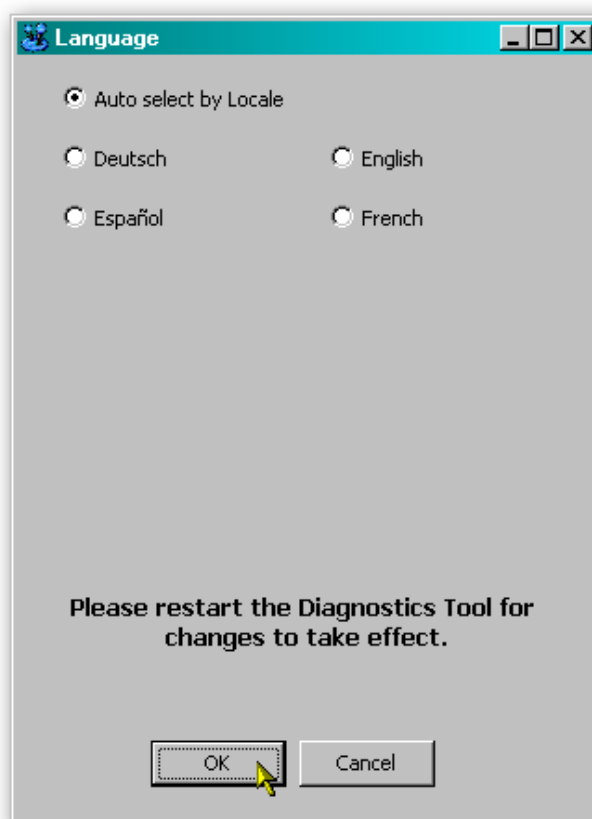 Language
Auto select by Locale
Deutsch English
Español French
Please restart the Diagnostics Tool for
changes to take effect.
OK Cancel